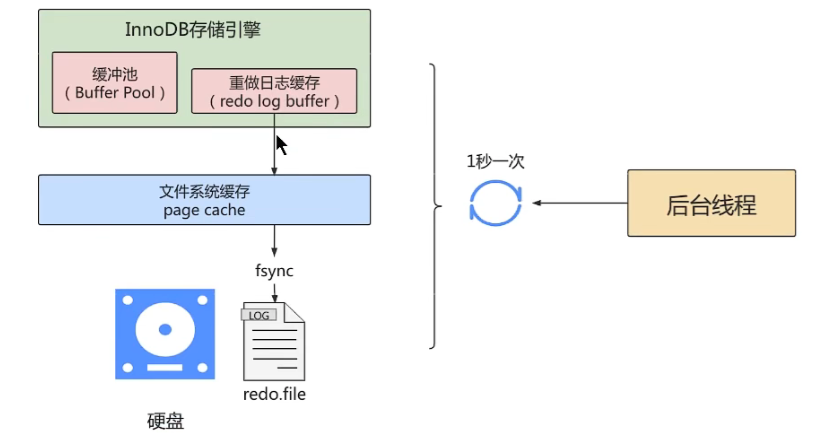 InnoDB存储引擎
缓冲池
（Buffer Pool）
重做日志缓存
（redo log buffer）
文件系统缓存
page cache
fsync
LOG
redo.file
硬盘
1秒一次
后台线程